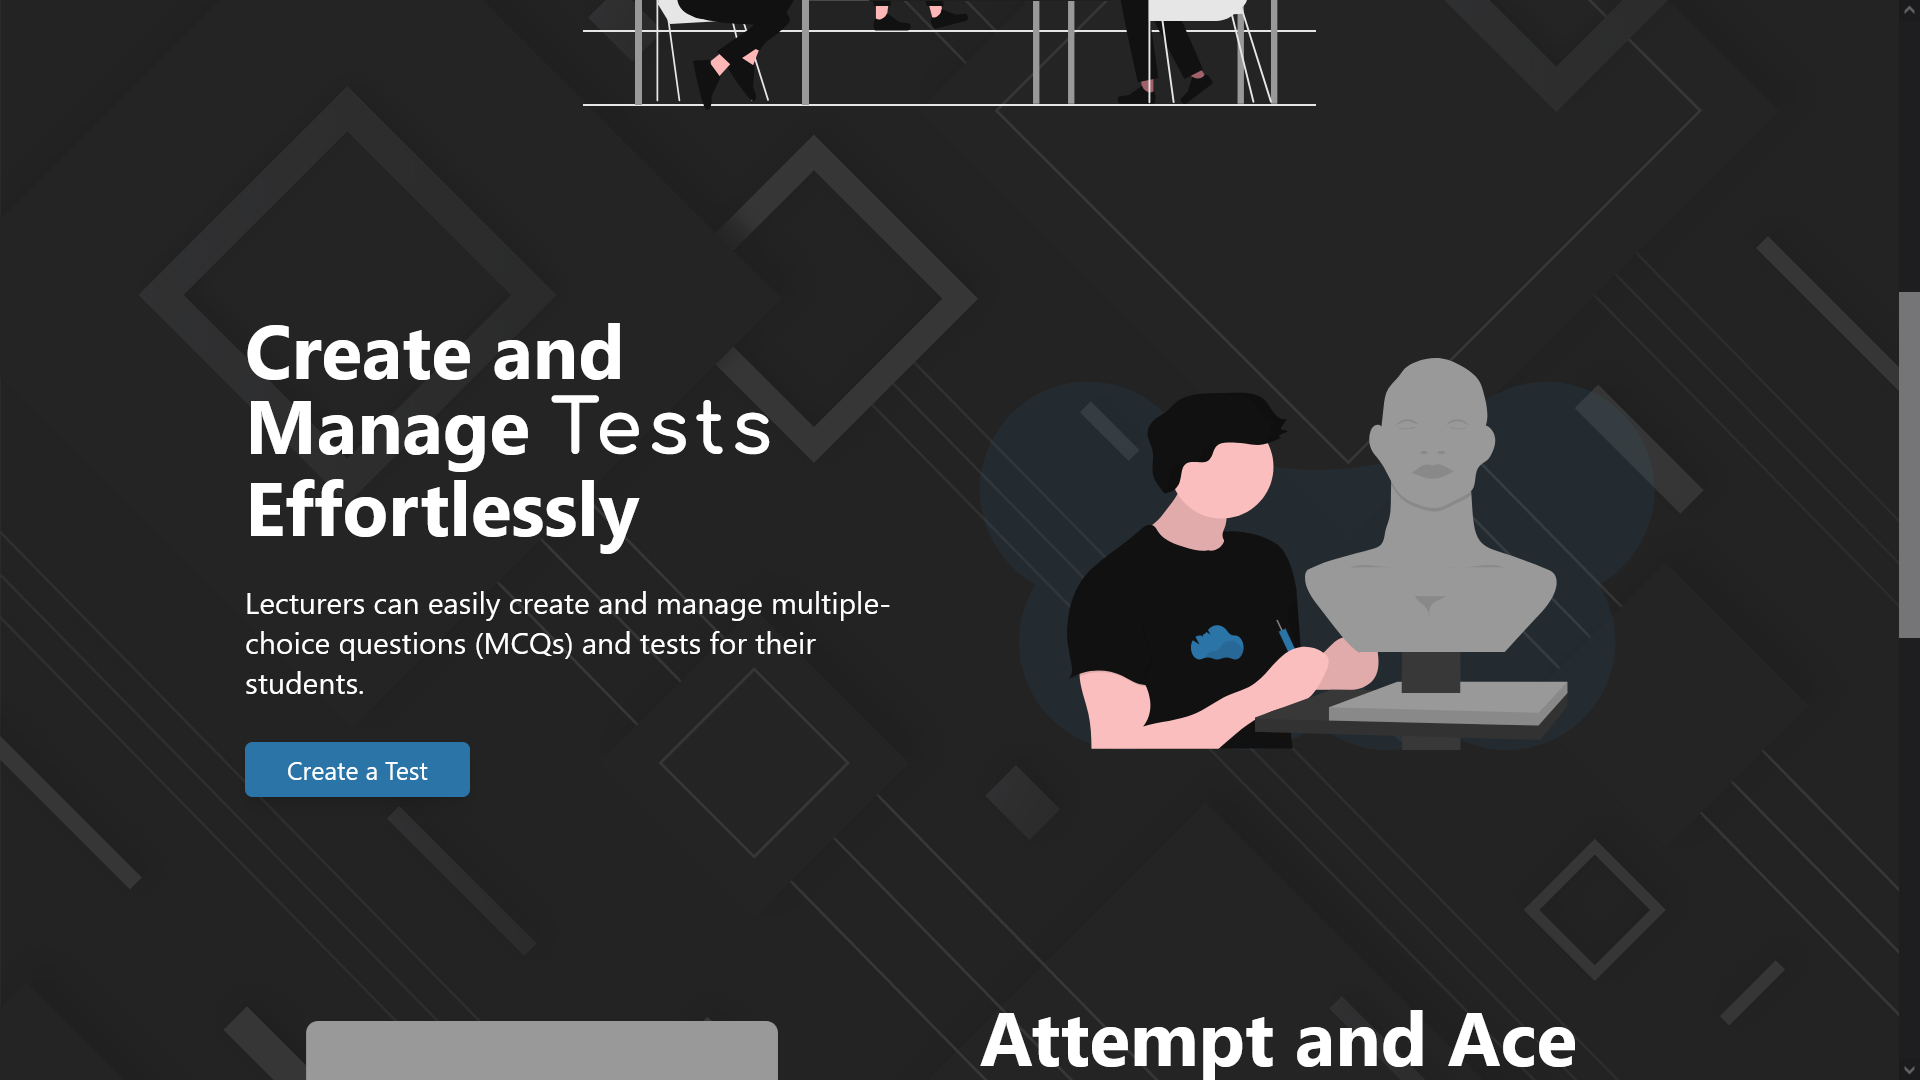 Create and
Manage Tests
Effortlessly
Lecturers can easily create and manage multiple-
choice questions (MCQs) and tests for their
students.
Create a Test
Attempt and Ace